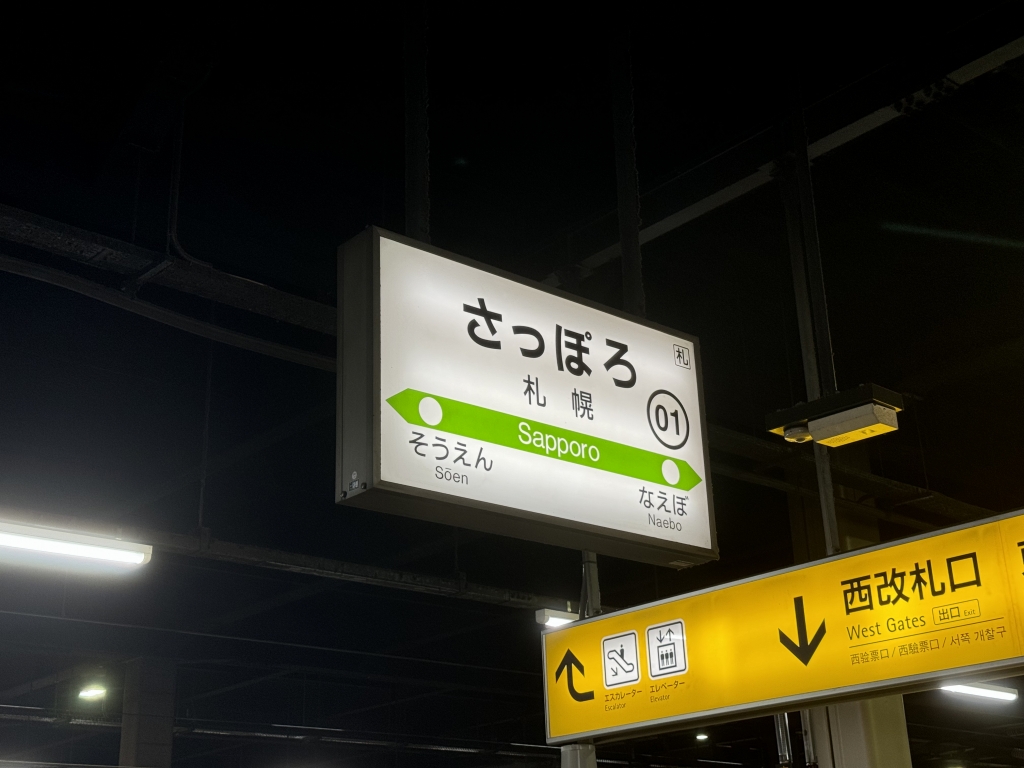 さっぽろ
札
札幌
01
Sapporo
そうえん
Sōen
なえぼ
Naebo
エスカレーター
Escalator
エレベーター
Elevator
西改札口
West Gates 出口 Exit
西检票口 / 西驗票口 / 서쪽 개찰구